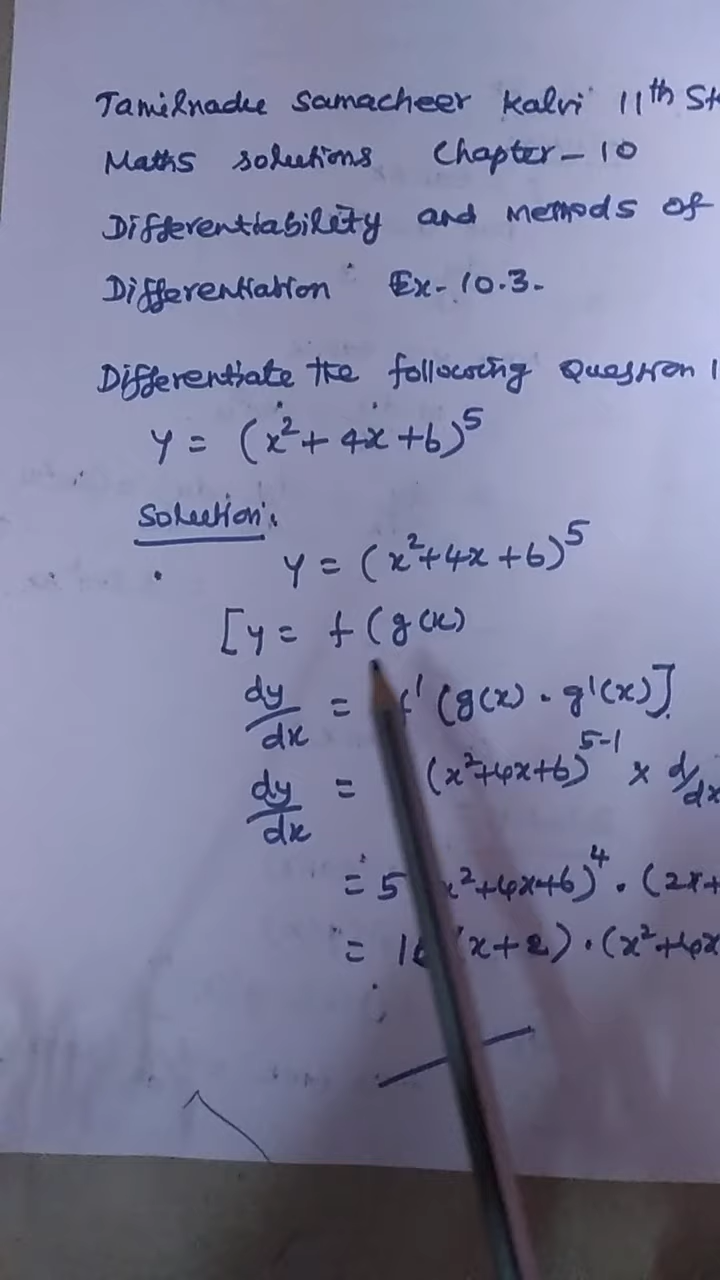 Tamilnadu Samacheer Kalvi 11th St
Maths solutions Chapter - 10
Differentiability and Methods of
Differentiation Ex- 10.3.
Differentiate the following Question 1
y = (x²+ 4x +6)⁵
Solution:
y = (x²+4x +6)⁵
[y = f (g(x)
dy/dx = f' (g(x) . g'(x)]
dy/dx = (x²+4x+6)⁵⁻¹ × d/dx
= 5 x²+4x+6)⁴ . (2x+
= (x+2) . (x²+4x